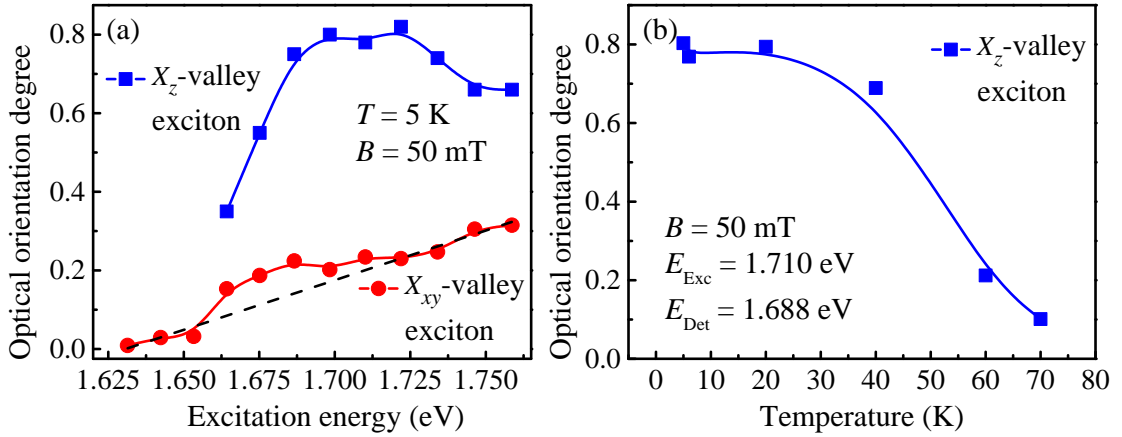 (a)
X_z-valley
exciton
T = 5 K
B = 50 mT
X_xy-valley
exciton
Optical orientation degree
0.8
0.6
0.4
0.2
0.0
1.625 1.650 1.675 1.700 1.725 1.750
Excitation energy (eV)
(b)
X_z-valley
exciton
B = 50 mT
E_Exc = 1.710 eV
E_Det = 1.688 eV
Optical orientation degree
0.8
0.6
0.4
0.2
0.0
0 10 20 30 40 50 60 70 80
Temperature (K)